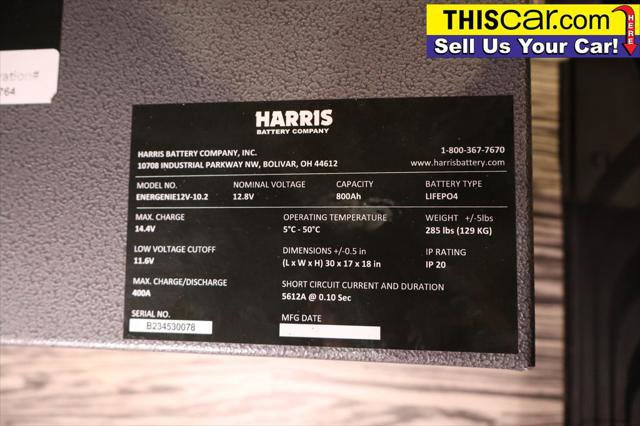 THISCar.com
HERE
Sell Us Your Car!
ration#
764
HARRIS
BATTERY COMPANY
HARRIS BATTERY COMPANY, INC.
1-800-367-7670
10708 INDUSTRIAL PARKWAY NW, BOLIVAR, OH 44612
www.harrisbattery.com
MODEL NO. NOMINAL VOLTAGE CAPACITY BATTERY TYPE
ENERGENIE12V-10.2 12.8V 800Ah LIFEPO4
MAX. CHARGE OPERATING TEMPERATURE WEIGHT +/-5lbs
14.4V 5°C - 50°C 285 lbs (129 KG)
LOW VOLTAGE CUTOFF DIMENSIONS +/-0.5 in IP RATING
11.6V (L x W x H) 30 x 17 x 18 in IP 20
MAX. CHARGE/DISCHARGE SHORT CIRCUIT CURRENT AND DURATION
400A 5612A @ 0.10 Sec
SERIAL NO. MFG DATE
B234530078